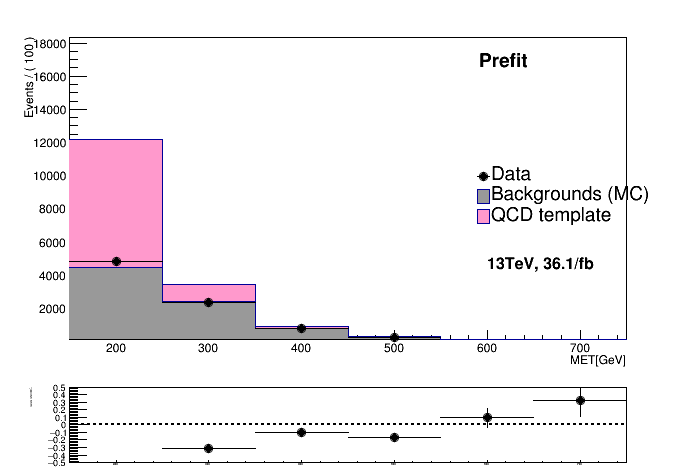 Events / ( 100 )
18000
16000
14000
12000
10000
8000
6000
4000
2000
Prefit
Data
Backgrounds (MC)
QCD template
13TeV, 36.1/fb
200 300 400 500 600 700
MET[GeV]
0.5
0.4
0.3
0.2
0.1
0
−0.1
−0.2
−0.3
−0.4
−0.5